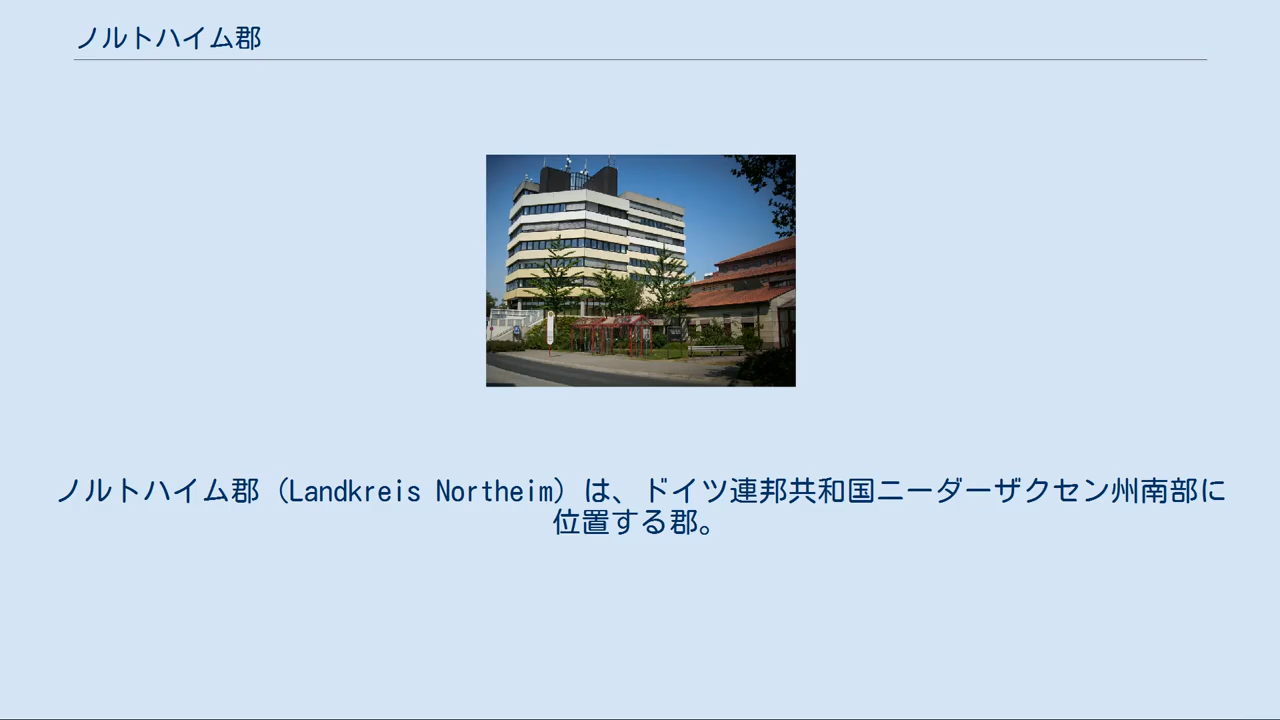 ノルトハイム郡
ノルトハイム郡（Landkreis Northeim）は、ドイツ連邦共和国ニーダーザクセン州南部に
位置する郡。